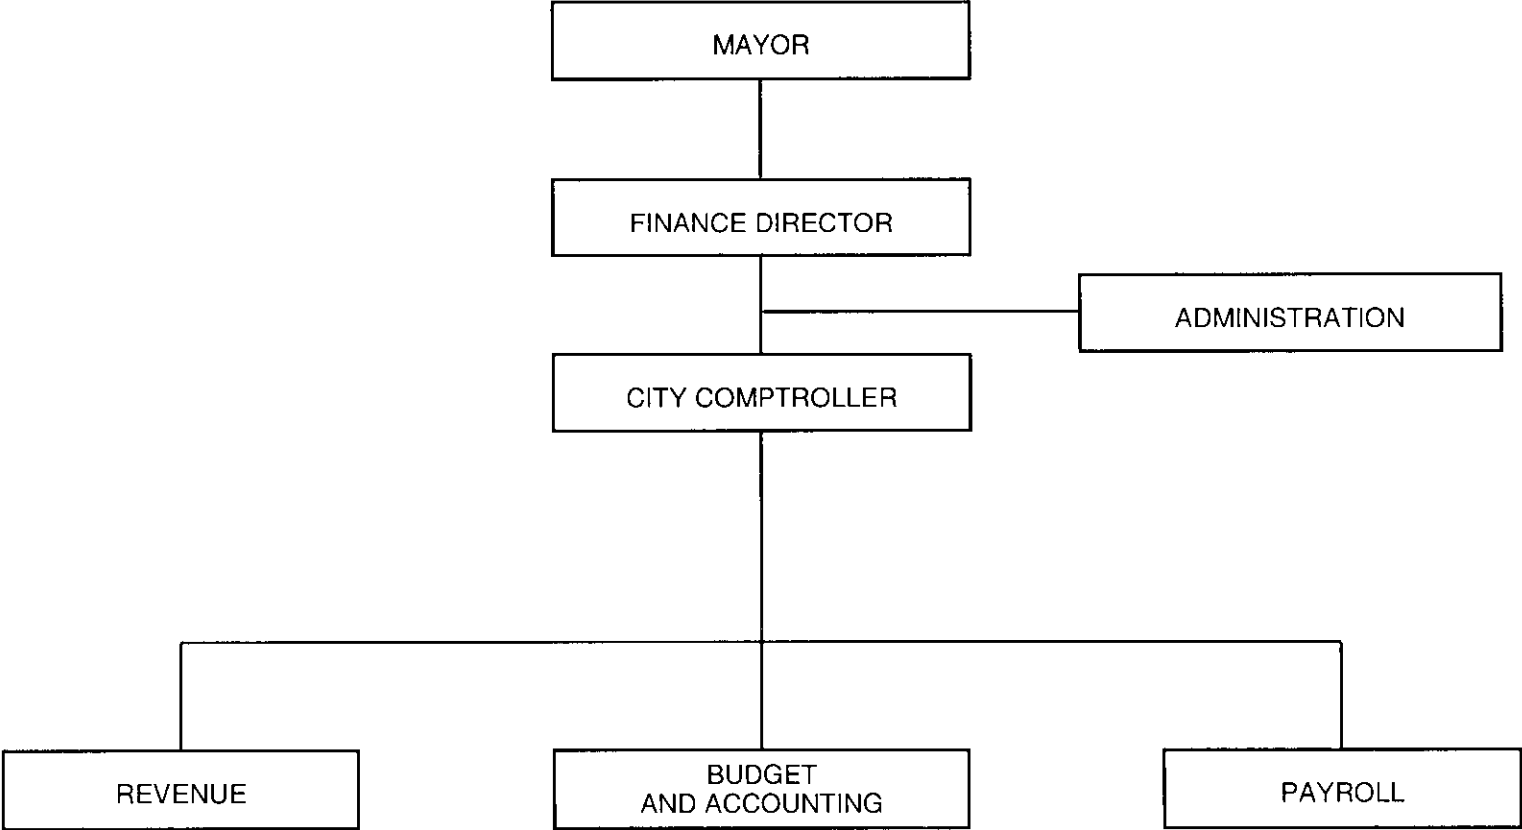 MAYOR
FINANCE DIRECTOR
ADMINISTRATION
CITY COMPTROLLER
REVENUE
BUDGET
AND ACCOUNTING
PAYROLL